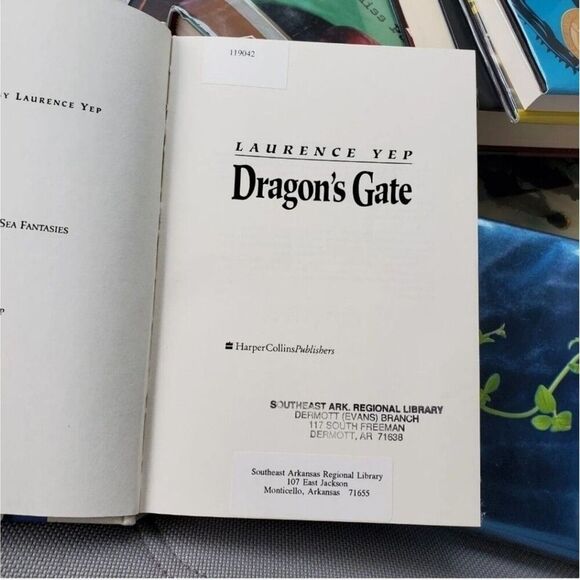 Y LAURENCE YEP
SEA FANTASIES
P
119042
LAURENCE YEP
Dragon's Gate
HarperCollinsPublishers
SOUTHEAST ARK. REGIONAL LIBRARY
DERMOTT (EVANS) BRANCH
117 SOUTH FREEMAN
DERMOTT, AR 71638
Southeast Arkansas Regional Library
107 East Jackson
Monticello, Arkansas 71655